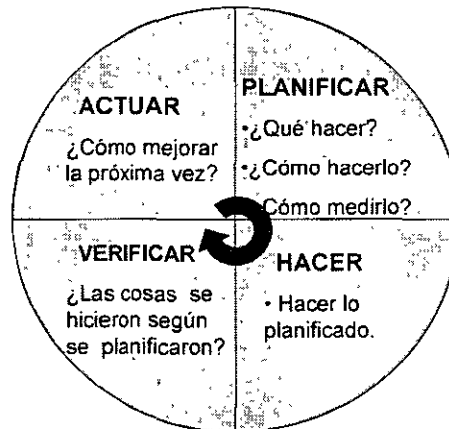 ACTUAR
¿Cómo mejorar
la próxima vez?
PLANIFICAR
•¿Qué hacer?
•¿Cómo hacerlo?
Cómo medirlo?
HACER
• Hacer lo
planificado.
VERIFICAR
¿Las cosas se
hicieron según
se planificaron?